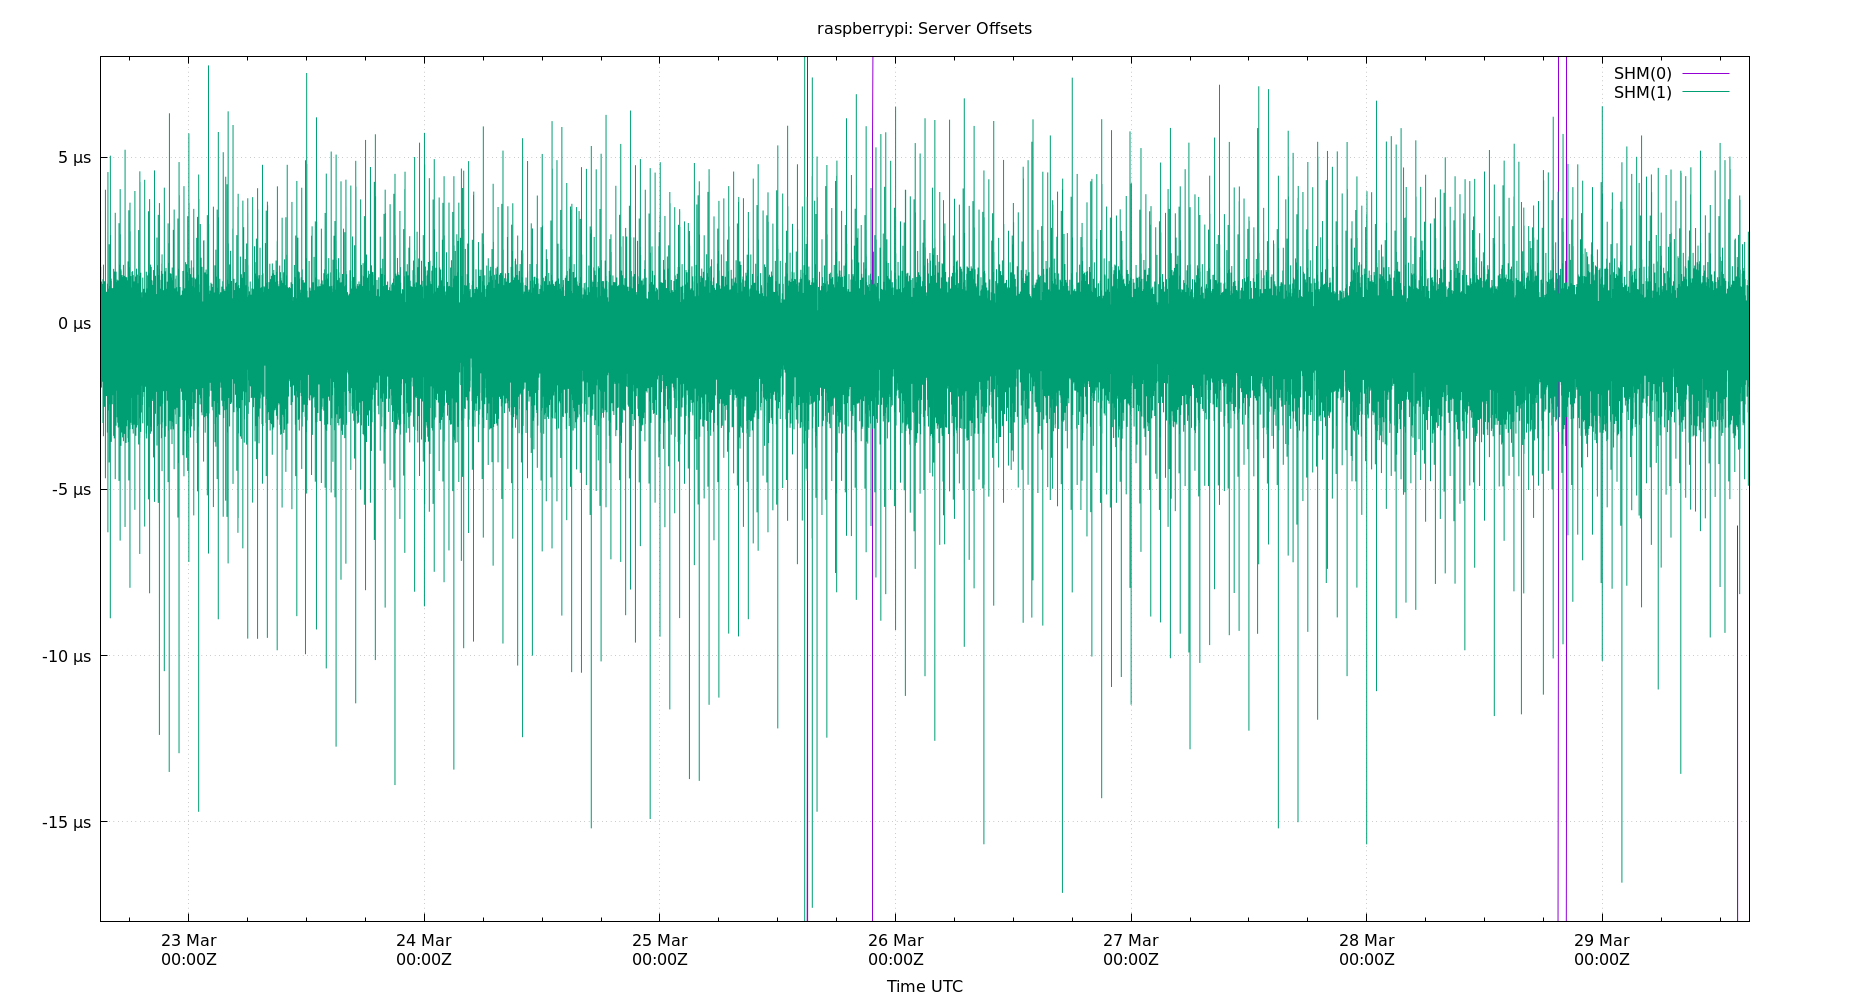 raspberrypi: Server Offsets
SHM(0)
SHM(1)
5 µs
0 µs
-5 µs
-10 µs
-15 µs
23 Mar 24 Mar 25 Mar 26 Mar 27 Mar 28 Mar 29 Mar
00:00Z 00:00Z 00:00Z 00:00Z 00:00Z 00:00Z 00:00Z
Time UTC